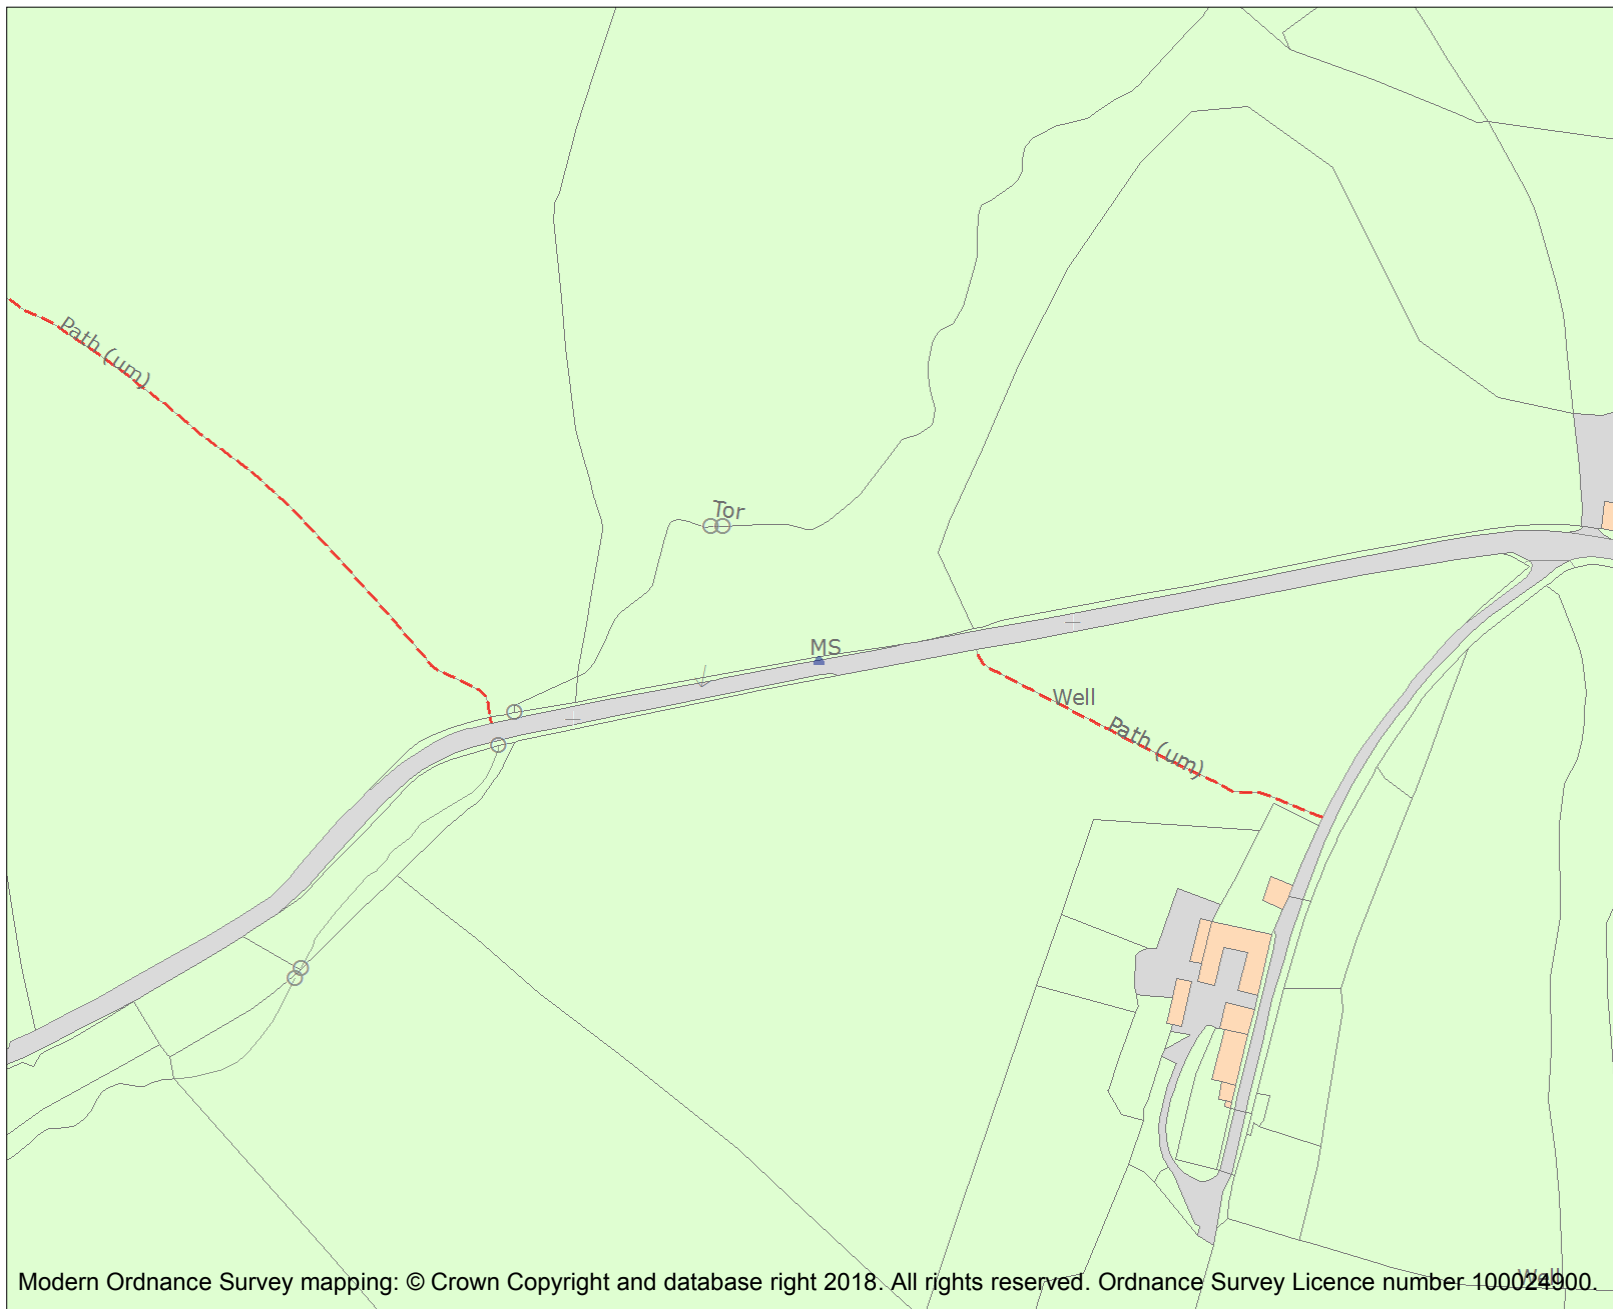 Path (um)
Tor
MS
Well
Path (um)
Well
Modern Ordnance Survey mapping: © Crown Copyright and database right 2018. All rights reserved. Ordnance Survey Licence number 100024900.